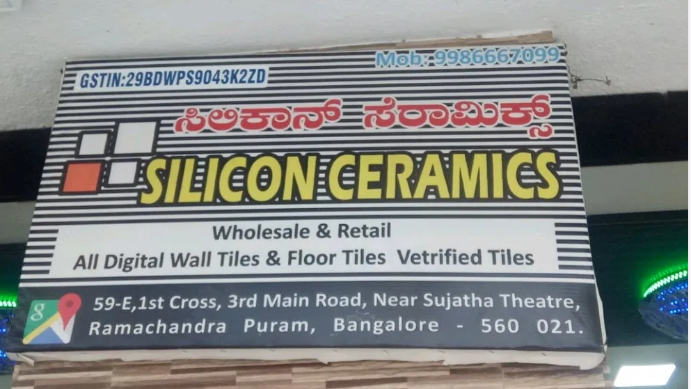 Mob: 9986667099
GSTIN:29BDWPS9043K2ZD
ಸಿಲಿಕಾನ್ ಸೆರಾಮಿಕ್ಸ್
SILICON CERAMICS
Wholesale & Retail
All Digital Wall Tiles & Floor Tiles Vetrified Tiles
59-E,1st Cross, 3rd Main Road, Near Sujatha Theatre,
Ramachandra Puram, Bangalore - 560 021.